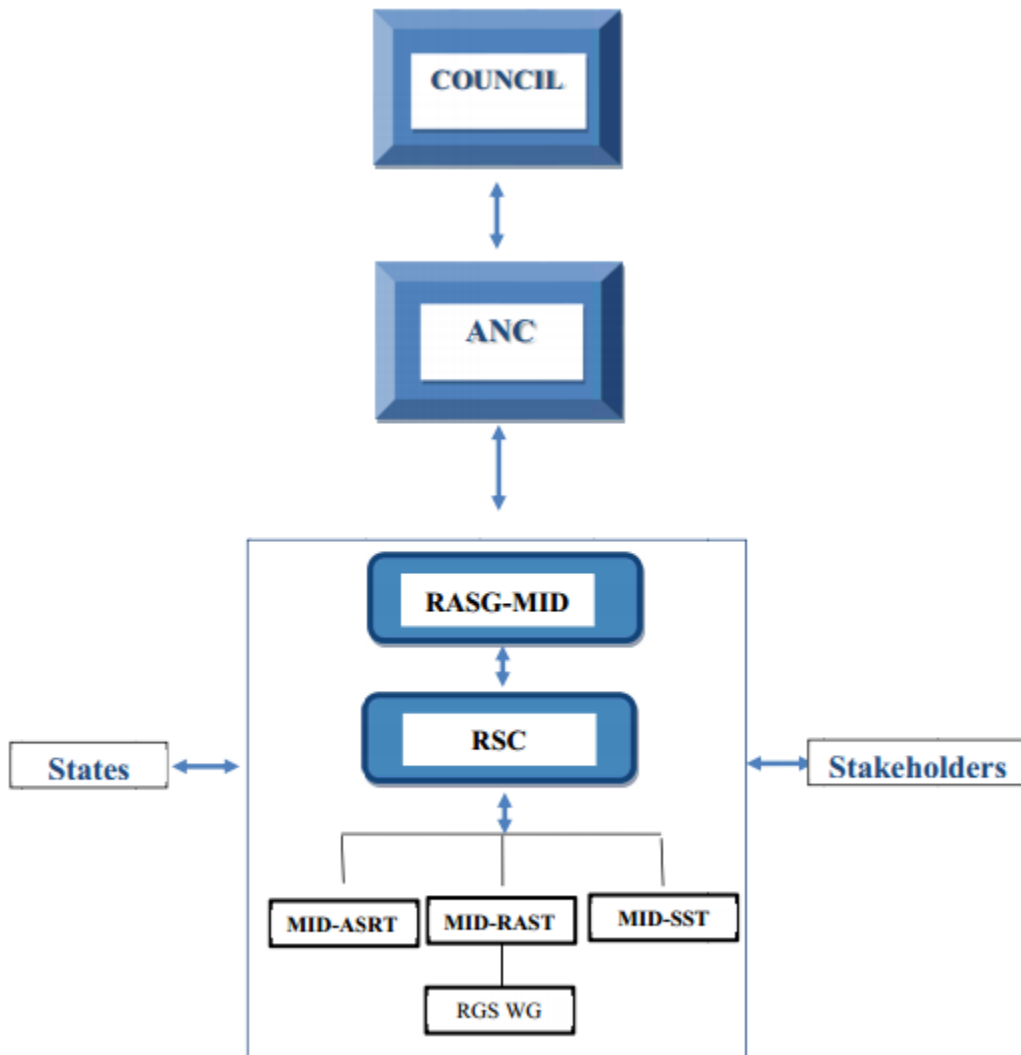 COUNCIL
ANC
RASG-MID
RSC
States
Stakeholders
MID-ASRT
MID-RAST
MID-SST
RGS WG